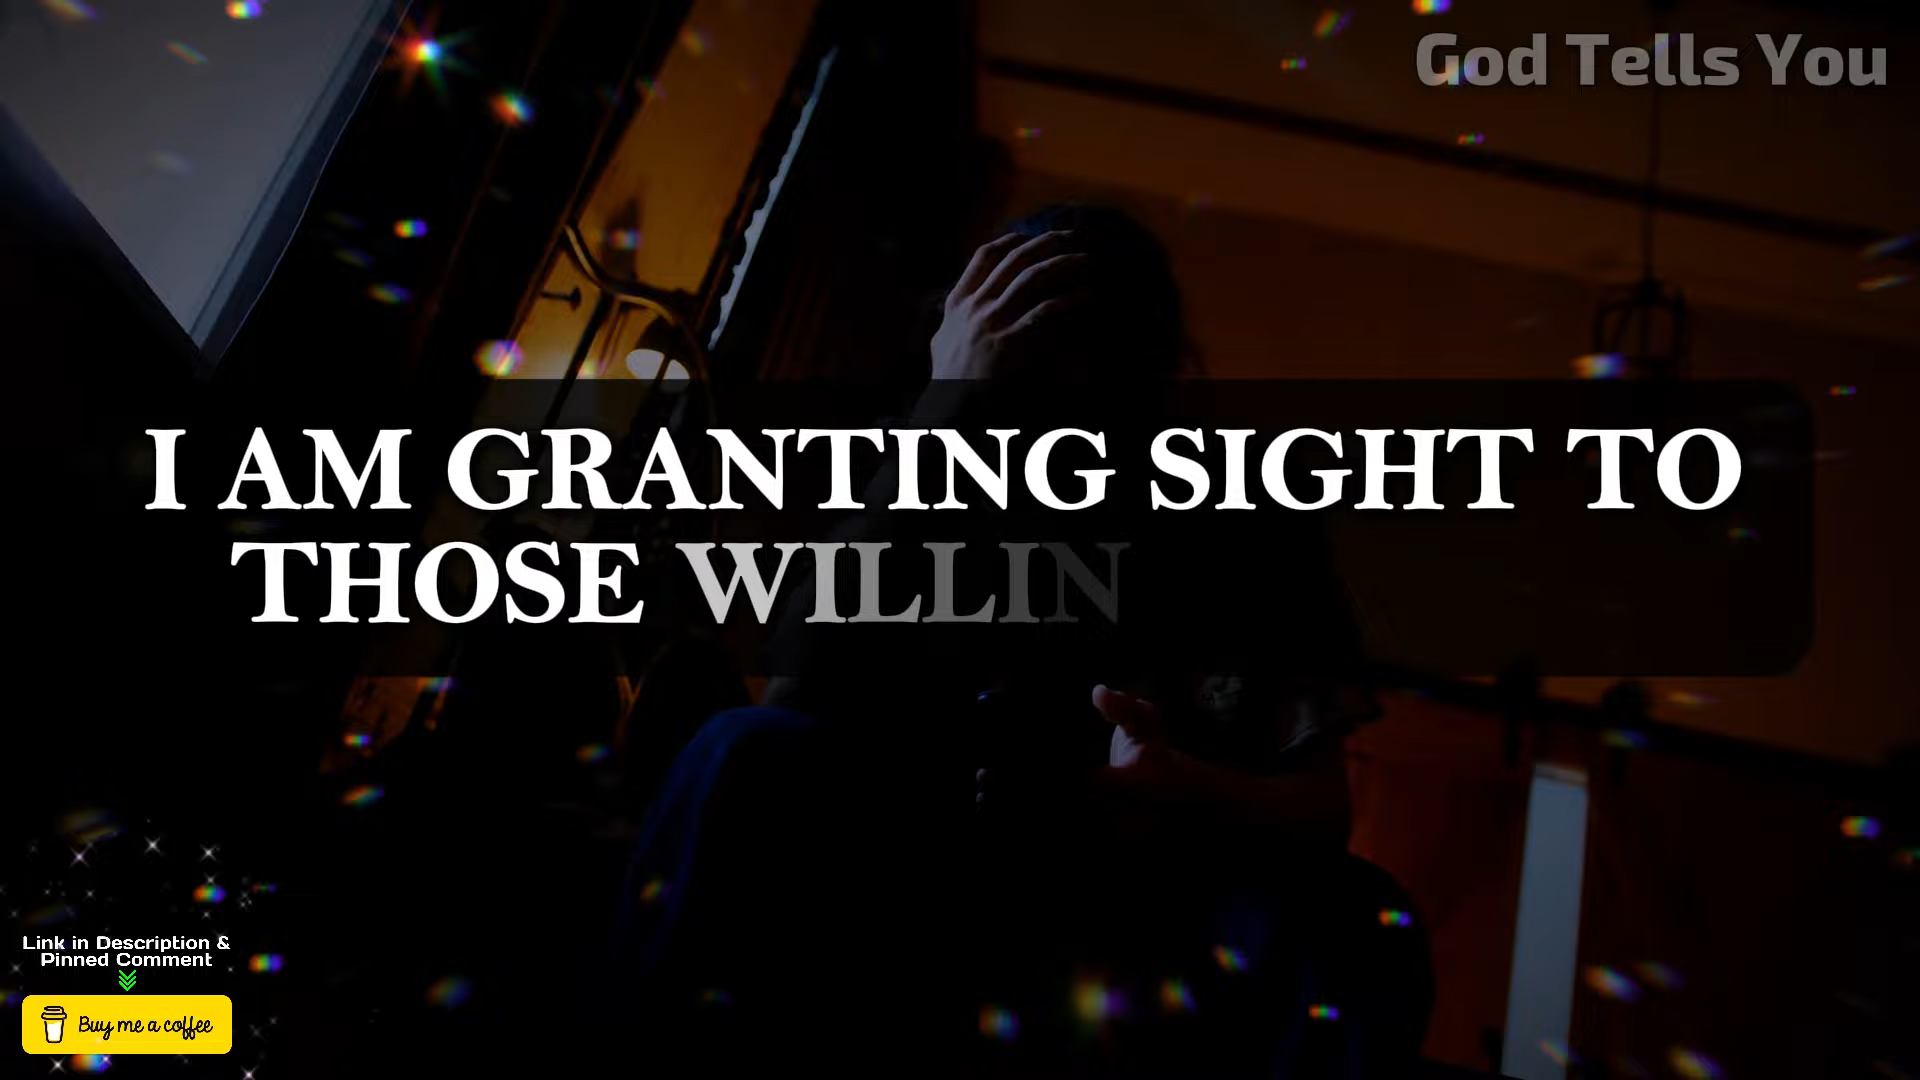 God Tells You
I AM GRANTING SIGHT TO
THOSE WILLIN
Link in Description &
Pinned Comment
Buy me a coffee